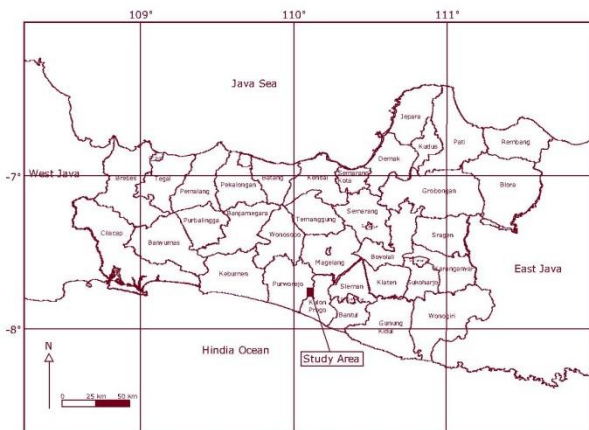 109°
110°
111°
Java Sea
Jepara
Kudus
Pati
Rembang
Demak
West Java
-7°
Brebes
Tegal
Pemalang
Pekalongan
Batang
Kendal
Semarang
Kota
Grobongan
Blora
Purbalingga
Banjarnegara
Temanggung
Semarang
Sragen
Cilacap
Banyumas
Wonosobo
Magelang
Boyolali
Karanganyar
East Java
Kebumen
Purworejo
Sleman
Klaten
Sukoharjo
Kulon
Progo
Bantul
Gunung
Kidul
Wonogiri
-8°
Hindia Ocean
Study Area
N
0 25 km 50 km